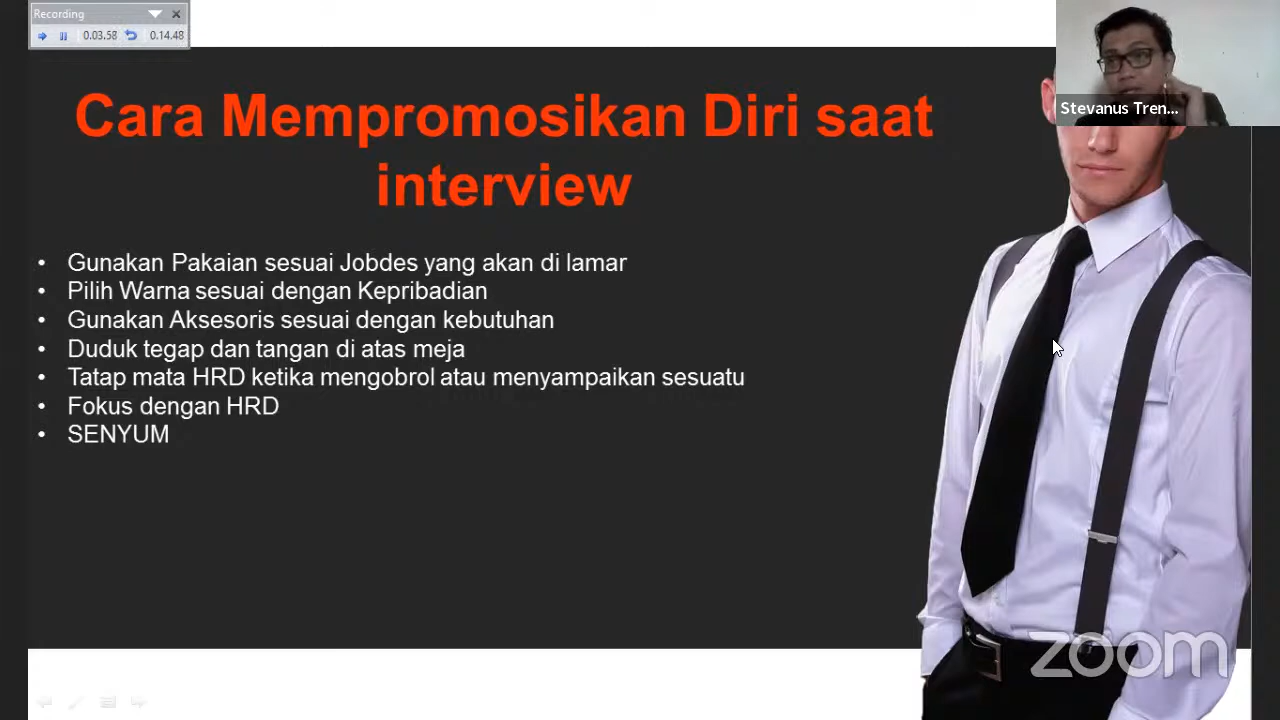 Recording
0.03.58
0.14.48
Cara Mempromosikan Diri saat
interview
Stevanus Tren...
• Gunakan Pakaian sesuai Jobdes yang akan di lamar
• Pilih Warna sesuai dengan Kepribadian
• Gunakan Aksesoris sesuai dengan kebutuhan
• Duduk tegap dan tangan di atas meja
• Tatap mata HRD ketika mengobrol atau menyampaikan sesuatu
• Fokus dengan HRD
• SENYUM
zoom